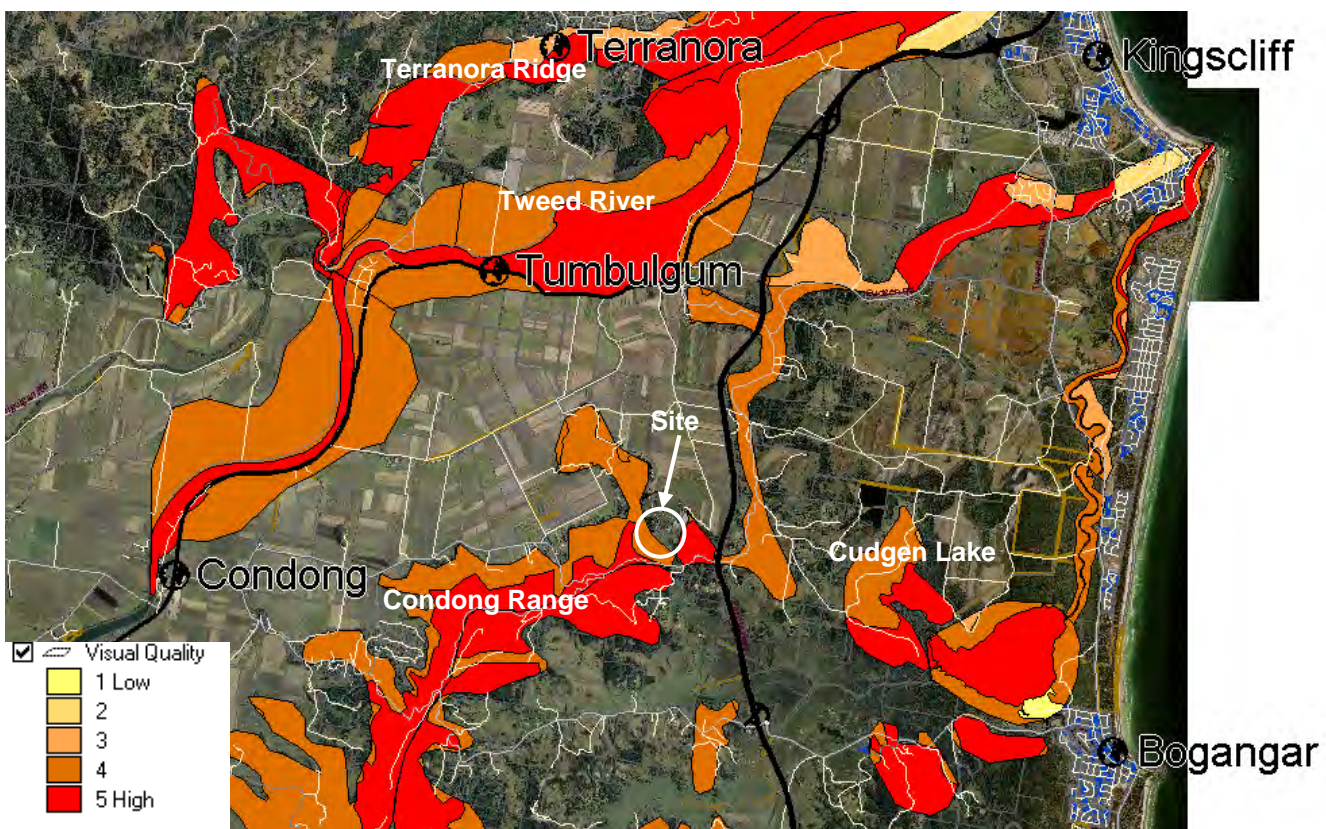 Terranora
Terranora Ridge
Kingscliff
Tweed River
Tumbulgum
Site
Cudgen Lake
Condong
Condong Range
Visual Quality
1 Low
2
3
4
5 High
Bogangar